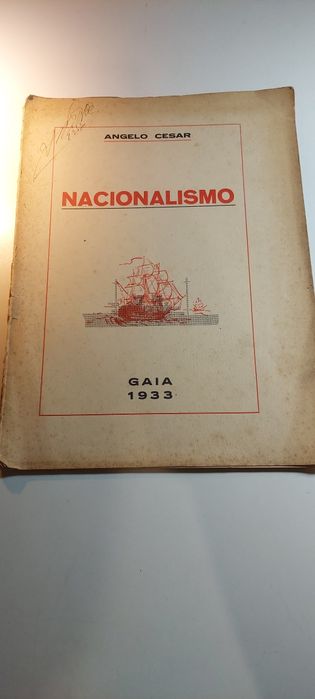 ANGELO CESAR
NACIONALISMO
GAIA
1933